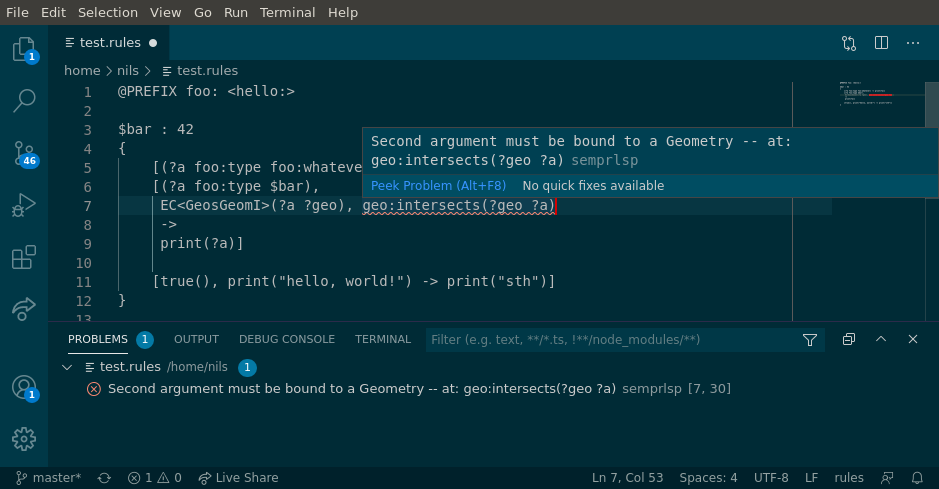 File Edit Selection View Go Run Terminal Help
test.rules
home > nils > test.rules
1 @PREFIX foo: <hello:>
2
3 $bar : 42
4 {
5 [(?a foo:type foo:whateve
6 [(?a foo:type $bar),
7 EC<GeosGeomI>(?a ?geo), geo:intersects(?geo ?a)
8 ->
9 print(?a)]
10
11 [true(), print("hello, world!") -> print("sth")]
12 }
13
Second argument must be bound to a Geometry -- at:
geo:intersects(?geo ?a) semprlsp
Peek Problem (Alt+F8) No quick fixes available
1
46
1
PROBLEMS 1 OUTPUT DEBUG CONSOLE TERMINAL Filter (e.g. text, **/*.ts, !**/node_modules/**)
test.rules /home/nils 1
Second argument must be bound to a Geometry -- at: geo:intersects(?geo ?a) semprlsp [7, 30]
master* 1 0 Live Share Ln 7, Col 53 Spaces: 4 UTF-8 LF rules